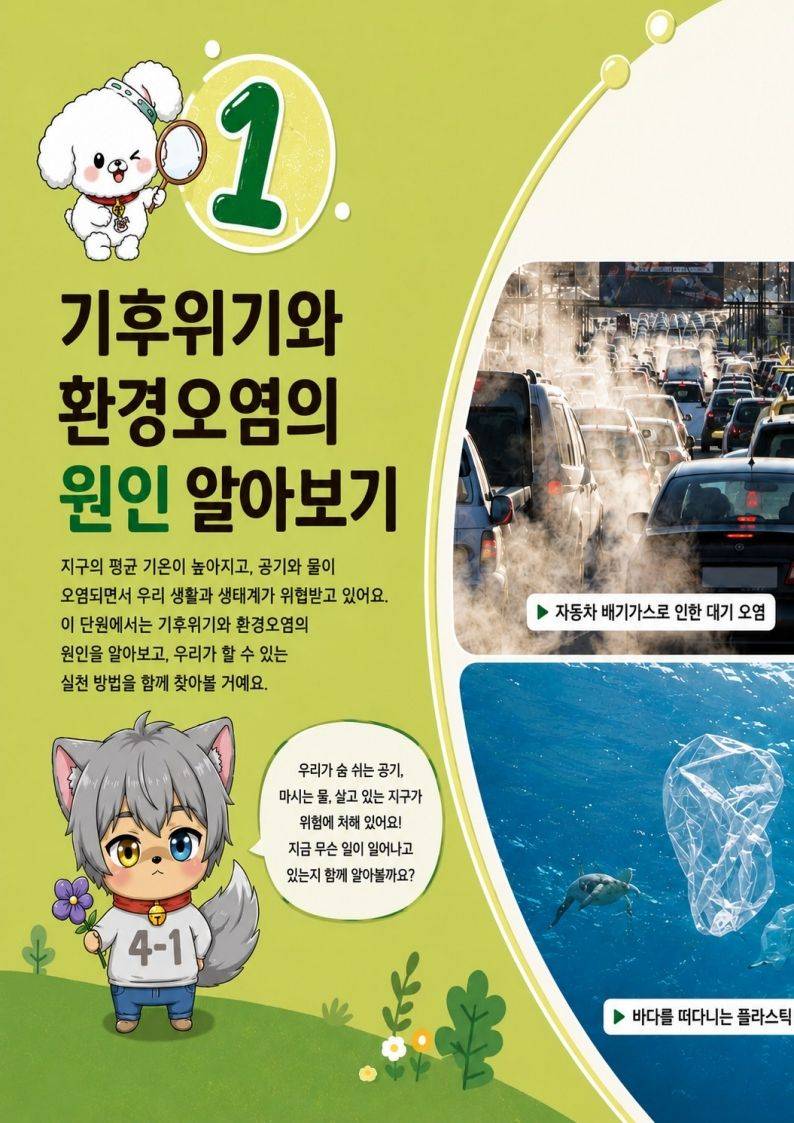 1
기후위기와
환경오염의
원인 알아보기
지구의 평균 기온이 높아지고, 공기와 물이
오염되면서 우리 생활과 생태계가 위협받고 있어요.
이 단원에서는 기후위기와 환경오염의
원인을 알아보고, 우리가 할 수 있는
실천 방법을 함께 찾아볼 거예요.
자동차 배기가스로 인한 대기 오염
우리가 숨 쉬는 공기,
마시는 물, 살고 있는 지구가
위험에 처해 있어요!
지금 무슨 일이 일어나고
있는지 함께 알아볼까요?
T
4-1
바다를 떠다니는 플라스틱